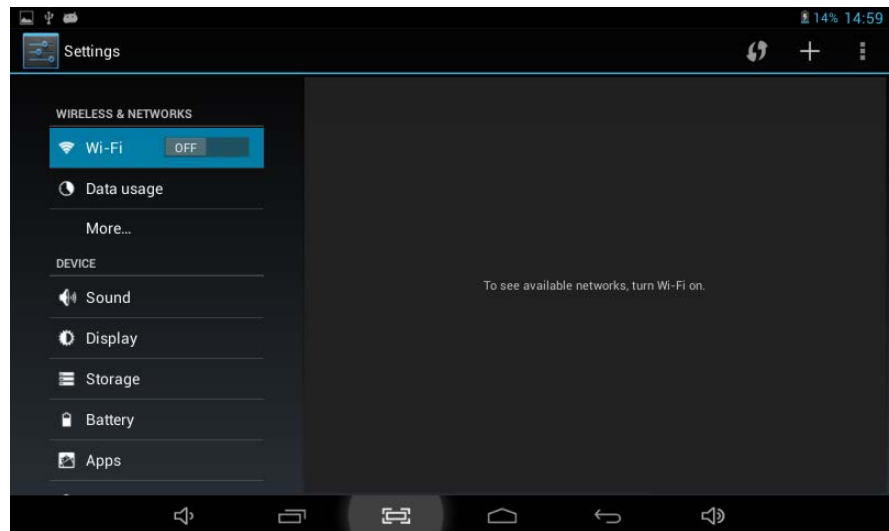 14% 14:59
Settings
WIRELESS & NETWORKS
Wi-Fi OFF
Data usage
More...
DEVICE
To see available networks, turn Wi-Fi on.
Sound
Display
Storage
Battery
Apps